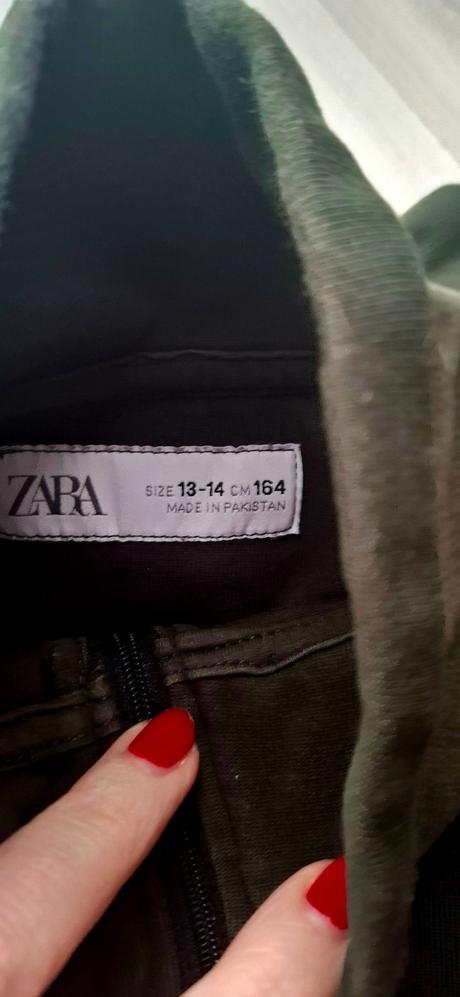 ZARA
SIZE 13-14 CM 164
MADE IN PAKISTAN